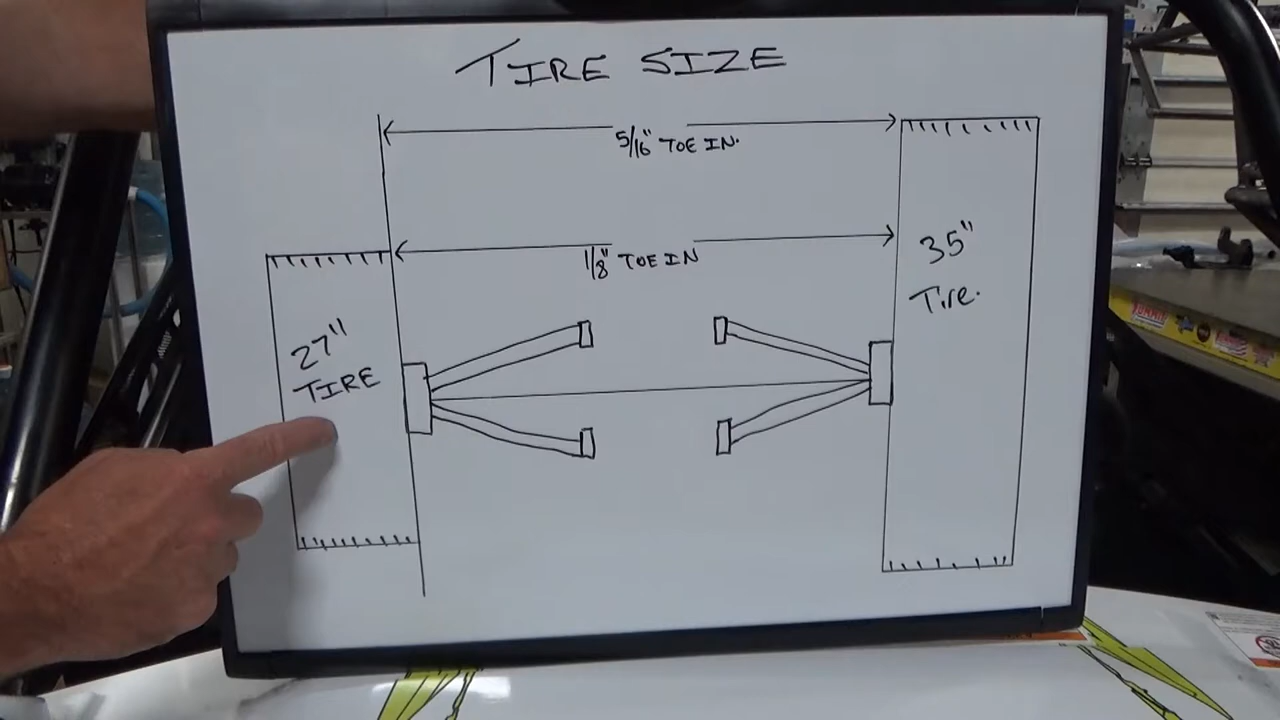 TIRE SIZE
5/16" TOE IN.
1/8" TOE IN
35"
Tire.
27"
TIRE